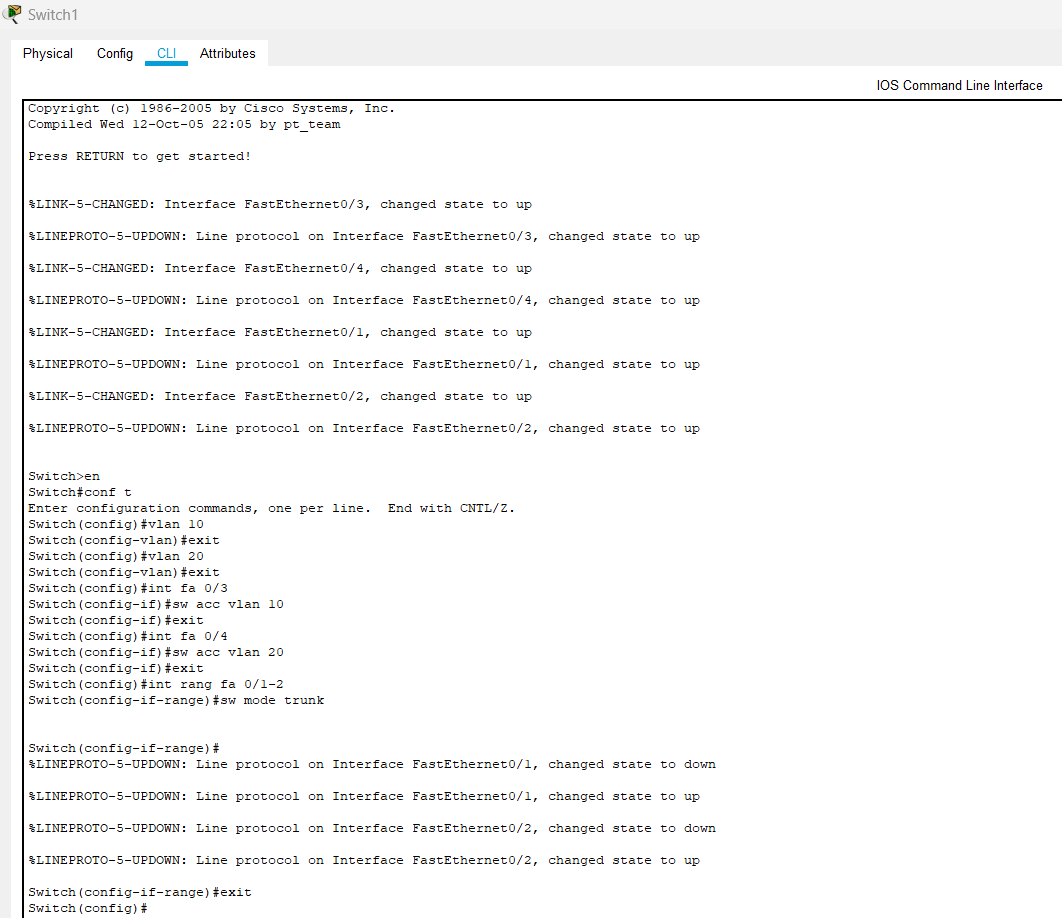 Switch1
Physical Config CLI Attributes
IOS Command Line Interface
Copyright (c) 1986-2005 by Cisco Systems, Inc.
Compiled Wed 12-Oct-05 22:05 by pt_team
Press RETURN to get started!
%LINK-5-CHANGED: Interface FastEthernet0/3, changed state to up
%LINEPROTO-5-UPDOWN: Line protocol on Interface FastEthernet0/3, changed state to up
%LINK-5-CHANGED: Interface FastEthernet0/4, changed state to up
%LINEPROTO-5-UPDOWN: Line protocol on Interface FastEthernet0/4, changed state to up
%LINK-5-CHANGED: Interface FastEthernet0/1, changed state to up
%LINEPROTO-5-UPDOWN: Line protocol on Interface FastEthernet0/1, changed state to up
%LINK-5-CHANGED: Interface FastEthernet0/2, changed state to up
%LINEPROTO-5-UPDOWN: Line protocol on Interface FastEthernet0/2, changed state to up
Switch>en
Switch#conf t
Enter configuration commands, one per line.  End with CNTL/Z.
Switch(config)#vlan 10
Switch(config-vlan)#exit
Switch(config)#vlan 20
Switch(config-vlan)#exit
Switch(config)#int fa 0/3
Switch(config-if)#sw acc vlan 10
Switch(config-if)#exit
Switch(config)#int fa 0/4
Switch(config-if)#sw acc vlan 20
Switch(config-if)#exit
Switch(config)#int rang fa 0/1-2
Switch(config-if-range)#sw mode trunk
Switch(config-if-range)#
%LINEPROTO-5-UPDOWN: Line protocol on Interface FastEthernet0/1, changed state to down
%LINEPROTO-5-UPDOWN: Line protocol on Interface FastEthernet0/1, changed state to up
%LINEPROTO-5-UPDOWN: Line protocol on Interface FastEthernet0/2, changed state to down
%LINEPROTO-5-UPDOWN: Line protocol on Interface FastEthernet0/2, changed state to up
Switch(config-if-range)#exit
Switch(config)#